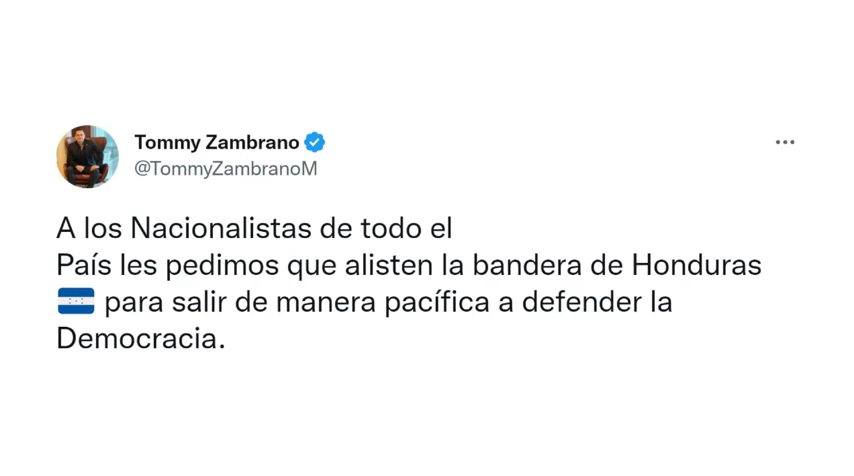 Tommy Zambrano
@TommyZambranoM
A los Nacionalistas de todo el
País les pedimos que alisten la bandera de Honduras
🇭🇳 para salir de manera pacífica a defender la
Democracia.